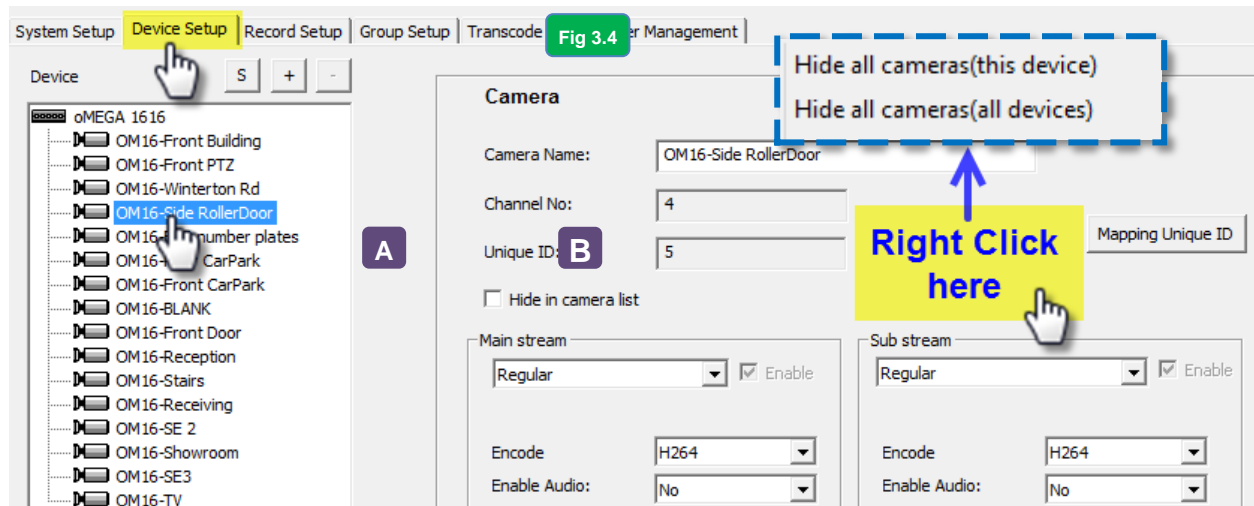 System Setup Device Setup Record Setup Group Setup Transcode Fig 3.4 er Management
Hide all cameras(this device)
Hide all cameras(all devices)
Device S + -
Camera
oMEGA 1616
OM16-Front Building
OM16-Front PTZ
OM16-Winterton Rd
OM16-Side RollerDoor
OM16- number plates
OM16- CarPark
OM16-Front CarPark
OM16-BLANK
OM16-Front Door
OM16-Reception
OM16-Stairs
OM16-Receiving
OM16-SE 2
OM16-Showroom
OM16-SE3
OM16-TV
A
Camera Name: OM16-Side RollerDoor
Channel No: 4
Unique ID: B 5
Right Click
here
Mapping Unique ID
Hide in camera list
Main stream
Regular Enable
Encode H264
Enable Audio: No
Sub stream
Regular Enable
Encode H264
Enable Audio: No